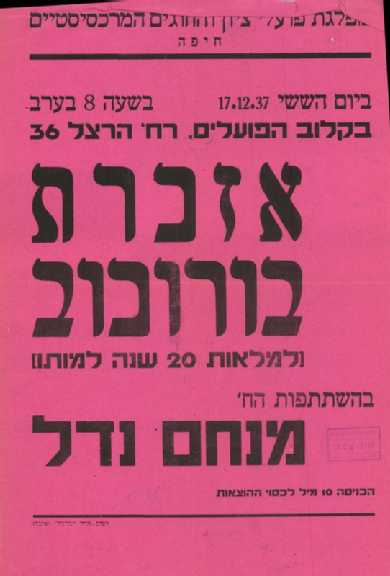 מפלגת פועלי ציון והחוגים המרכסיסטיים
חיפה
ביום הששי 17.12.37 בשעה 8 בערב
בקלוב הפועלים, רח׳ הרצל 36
אזכרת
בורוכוב
[למלאות 20 שנה למותו]
בהשתתפות הח׳
מנחם נדל
הכניסה 10 מיל לכסוי ההוצאות